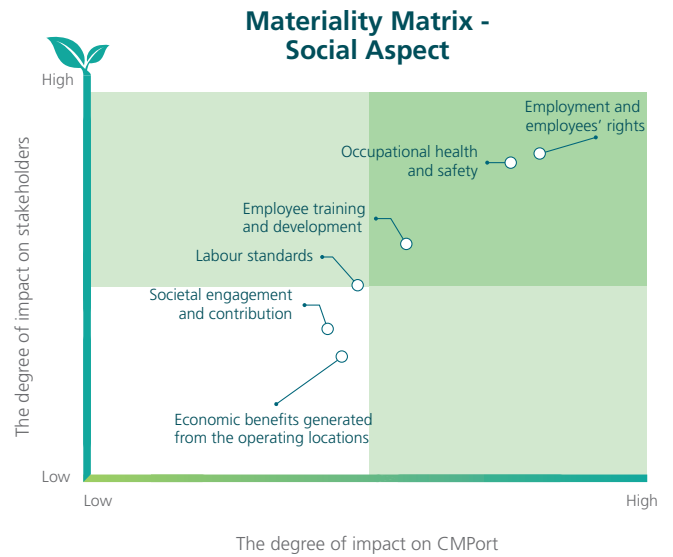 Materiality Matrix -
Social Aspect
High
Employment and
employees’ rights
Occupational health
and safety
Employee training
and development
Labour standards
Societal engagement
and contribution
Economic benefits generated
from the operating locations
The degree of impact on stakeholders
Low
Low
High
The degree of impact on CMPort